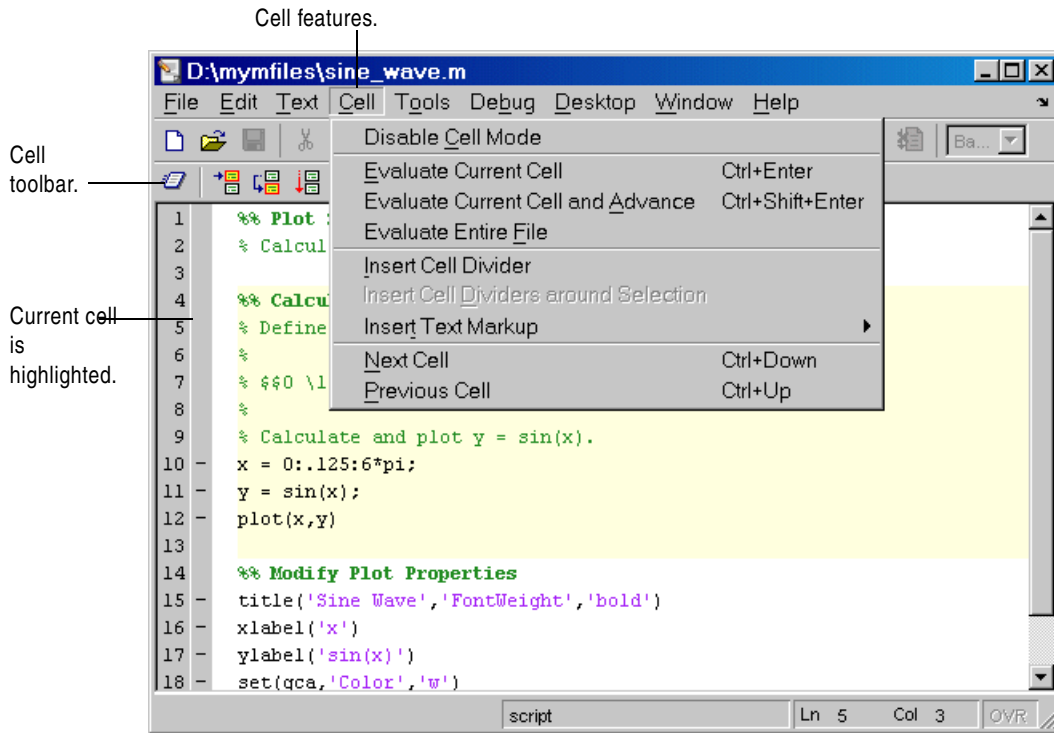 Cell features.
D:\mymfiles\sine_wave.m
File Edit Text Cell Tools Debug Desktop Window Help
Ba...
Cell
toolbar.
Disable Cell Mode
Evaluate Current Cell Ctrl+Enter
Evaluate Current Cell and Advance Ctrl+Shift+Enter
Evaluate Entire File
Insert Cell Divider
Insert Cell Dividers around Selection
Insert Text Markup
Next Cell Ctrl+Down
Previous Cell Ctrl+Up
Current cell
is
highlighted.
1 %% Plot
2 % Calcul
3
4 %% Calcu
5 % Define
6 %
7 % $$0 \l
8 %
9 % Calculate and plot y = sin(x).
10 - x = 0:.125:6*pi;
11 - y = sin(x);
12 - plot(x,y)
13
14 %% Modify Plot Properties
15 - title('Sine Wave','FontWeight','bold')
16 - xlabel('x')
17 - ylabel('sin(x)')
18 - set(gca,'Color','w')
script Ln 5 Col 3 OVR